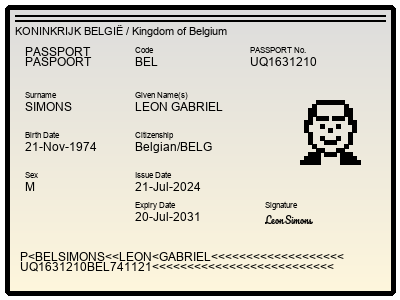 KONINKRIJK BELGIË / Kingdom of Belgium
PASSPORT
PASPOORT
Code
BEL
PASSPORT No.
UQ1631210
Surname
SIMONS
Given Name(s)
LEON GABRIEL
Birth Date
21-Nov-1974
Citizenship
Belgian/BELG
Sex
M
Issue Date
21-Jul-2024
Expiry Date
20-Jul-2031
Signature
Leon Simons
P<BELSIMONS<<LEON<GABRIEL<<<<<<<<<<<<<<<<<<<
UQ1631210BEL741121<<<<<<<<<<<<<<<<<<<<<<<<<<